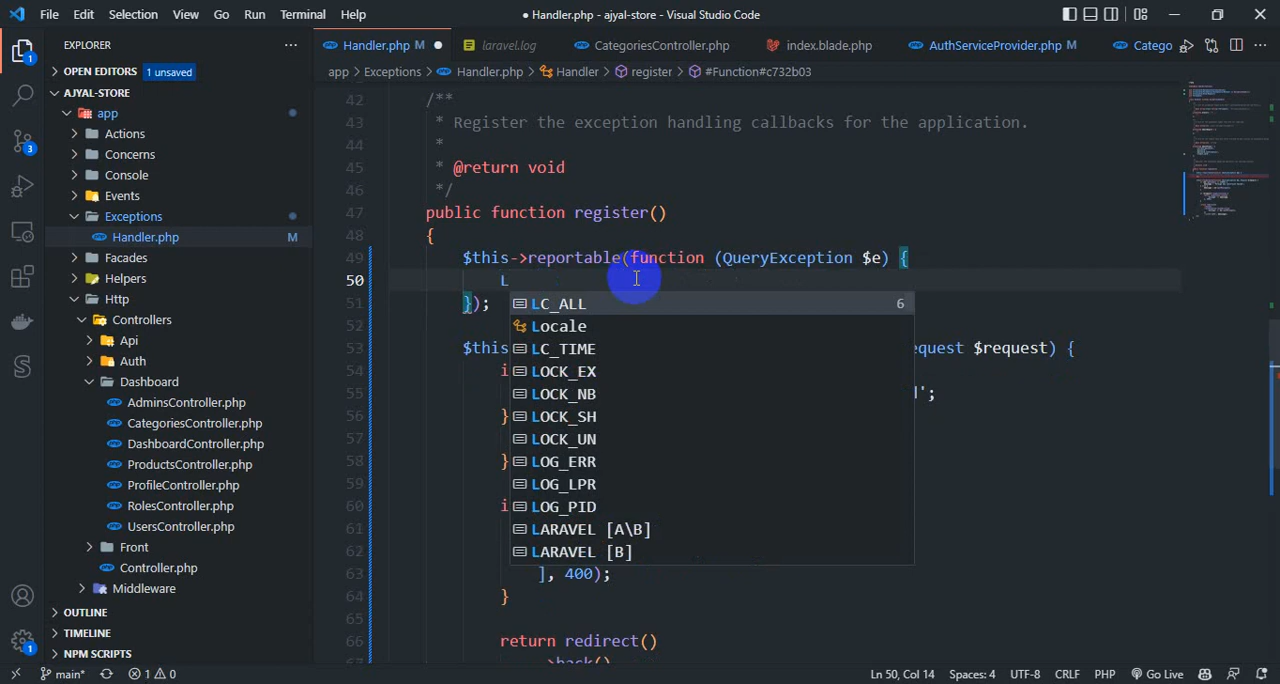 File Edit Selection View Go Run Terminal Help
● Handler.php - ajyal-store - Visual Studio Code
EXPLORER
Handler.php M ●
laravel.log
CategoriesController.php
index.blade.php
AuthServiceProvider.php M
Catego
OPEN EDITORS 1 unsaved
app > Exceptions > Handler.php > Handler > register > #Function#c732b03
AJYAL-STORE
app
Actions
Concerns
Console
Events
Exceptions
Handler.php M
Facades
Helpers
Http
Controllers
Api
Auth
Dashboard
AdminsController.php
CategoriesController.php
DashboardController.php
ProductsController.php
ProfileController.php
RolesController.php
UsersController.php
Front
Controller.php
Middleware
OUTLINE
TIMELINE
NPM SCRIPTS
42 /**
43 * Register the exception handling callbacks for the application.
44 *
45 * @return void
46 */
47 public function register()
48 {
49 $this->reportable(function (QueryException $e) {
50 L
51 });
52
53 $this equest $request) {
54 i
55 d';
56 }
57
58 }
59
60 i
61
62
63 ], 400);
64 }
65
66 return redirect()
67 ->back()
LC_ALL 6
Locale
LC_TIME
LOCK_EX
LOCK_NB
LOCK_SH
LOCK_UN
LOG_ERR
LOG_LPR
LOG_PID
LARAVEL [A\B]
LARAVEL [B]
1
3
1
main* 1 0 Ln 50, Col 14 Spaces: 4 UTF-8 CRLF PHP Go Live